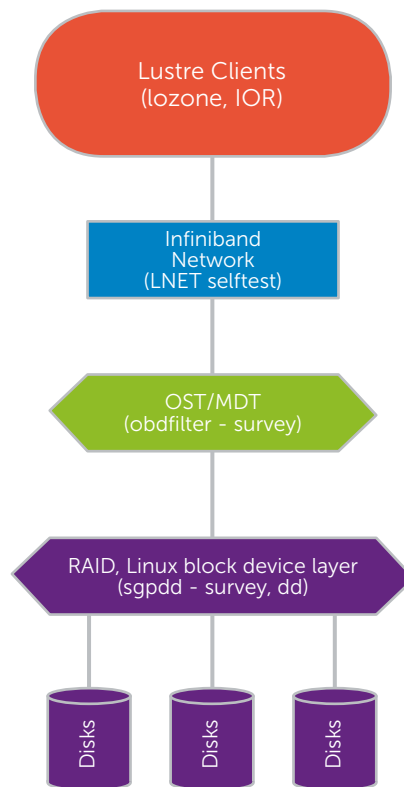 Lustre Clients
(lozone, IOR)
Infiniband
Network
(LNET selftest)
OST/MDT
(obdfilter - survey)
RAID, Linux block device layer
(sgpdd - survey, dd)
Disks
Disks
Disks